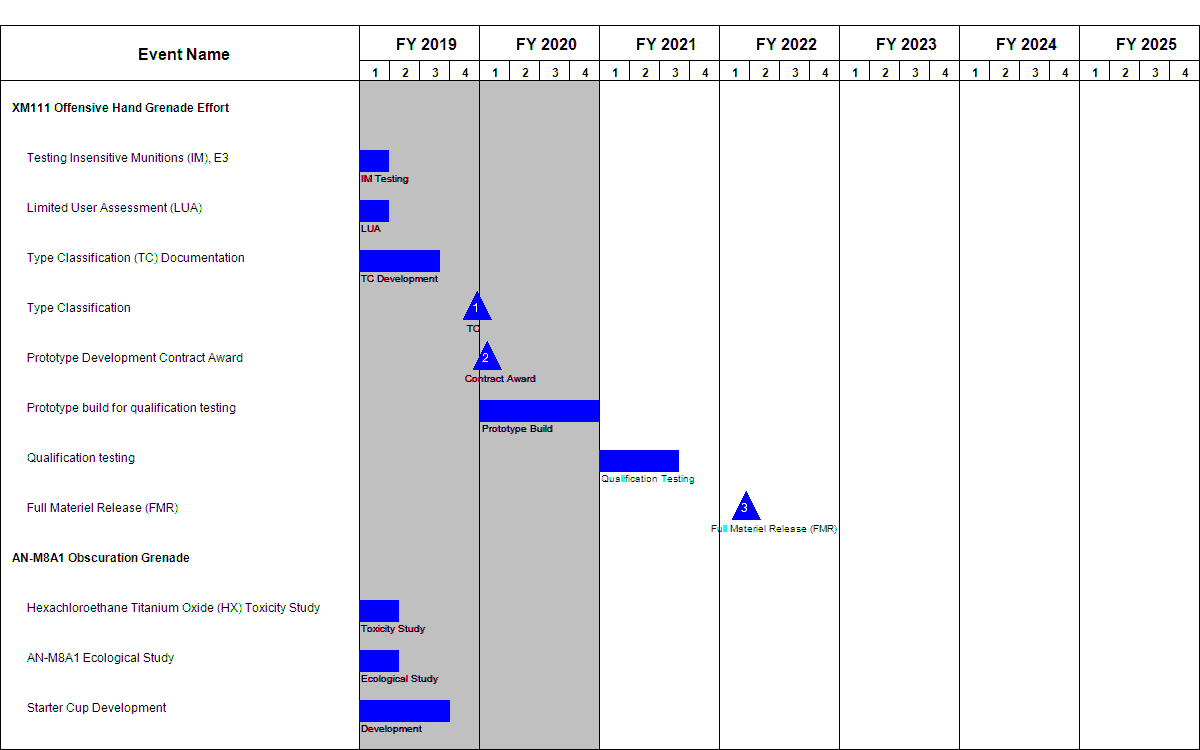 Event Name
FY 2019 FY 2020 FY 2021 FY 2022 FY 2023 FY 2024 FY 2025
1 2 3 4 1 2 3 4 1 2 3 4 1 2 3 4 1 2 3 4 1 2 3 4 1 2 3 4
XM111 Offensive Hand Grenade Effort
Testing Insensitive Munitions (IM), E3
IM Testing
Limited User Assessment (LUA)
LUA
Type Classification (TC) Documentation
TC Development
Type Classification
1
TC
Prototype Development Contract Award
2
Contract Award
Prototype build for qualification testing
Prototype Build
Qualification testing
Qualification Testing
Full Materiel Release (FMR)
3
Full Materiel Release (FMR)
AN-M8A1 Obscuration Grenade
Hexachloroethane Titanium Oxide (HX) Toxicity Study
Toxicity Study
AN-M8A1 Ecological Study
Ecological Study
Starter Cup Development
Development